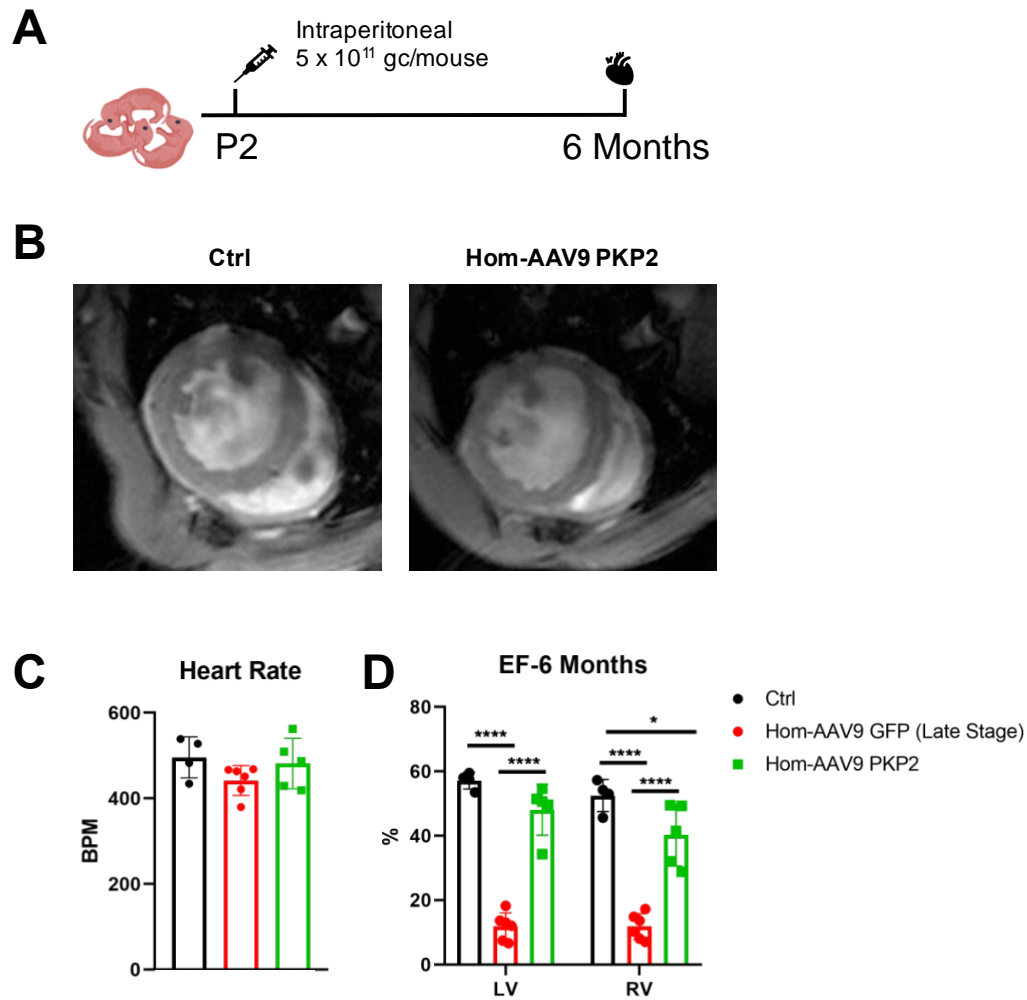 A
Intraperitoneal
5 x 10¹¹ gc/mouse
P2
6 Months
B
Ctrl
Hom-AAV9 PKP2
C
Heart Rate
BPM
600
400
200
0
D
EF-6 Months
%
80
60
40
20
0
****
****
*
****
****
LV
RV
Ctrl
Hom-AAV9 GFP (Late Stage)
Hom-AAV9 PKP2